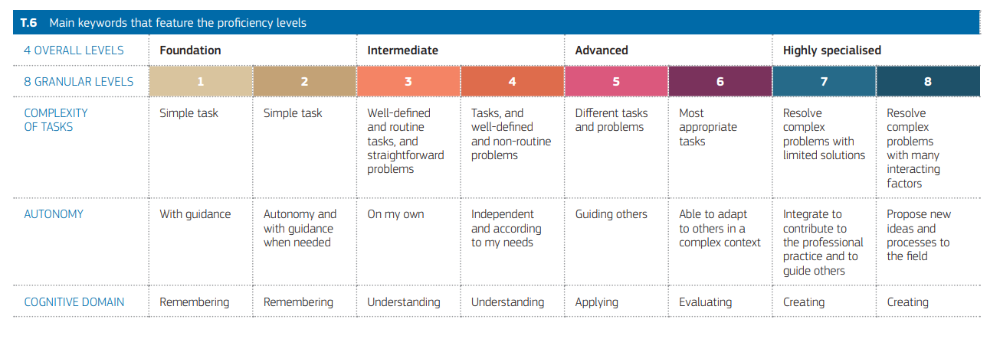 T.6 Main keywords that feature the proficiency levels
4 OVERALL LEVELS Foundation Intermediate Advanced Highly specialised
8 GRANULAR LEVELS 1 2 3 4 5 6 7 8
COMPLEXITY
OF TASKS
Simple task
Simple task
Well-defined
and routine
tasks, and
straightforward
problems
Tasks, and
well-defined
and non-routine
problems
Different tasks
and problems
Most
appropriate
tasks
Resolve
complex
problems with
limited solutions
Resolve
complex
problems
with many
interacting
factors
AUTONOMY
With guidance
Autonomy and
with guidance
when needed
On my own
Independent
and according
to my needs
Guiding others
Able to adapt
to others in a
complex context
Integrate to
contribute to
the professional
practice and to
guide others
Propose new
ideas and
processes to
the field
COGNITIVE DOMAIN Remembering Remembering Understanding Understanding Applying Evaluating Creating Creating